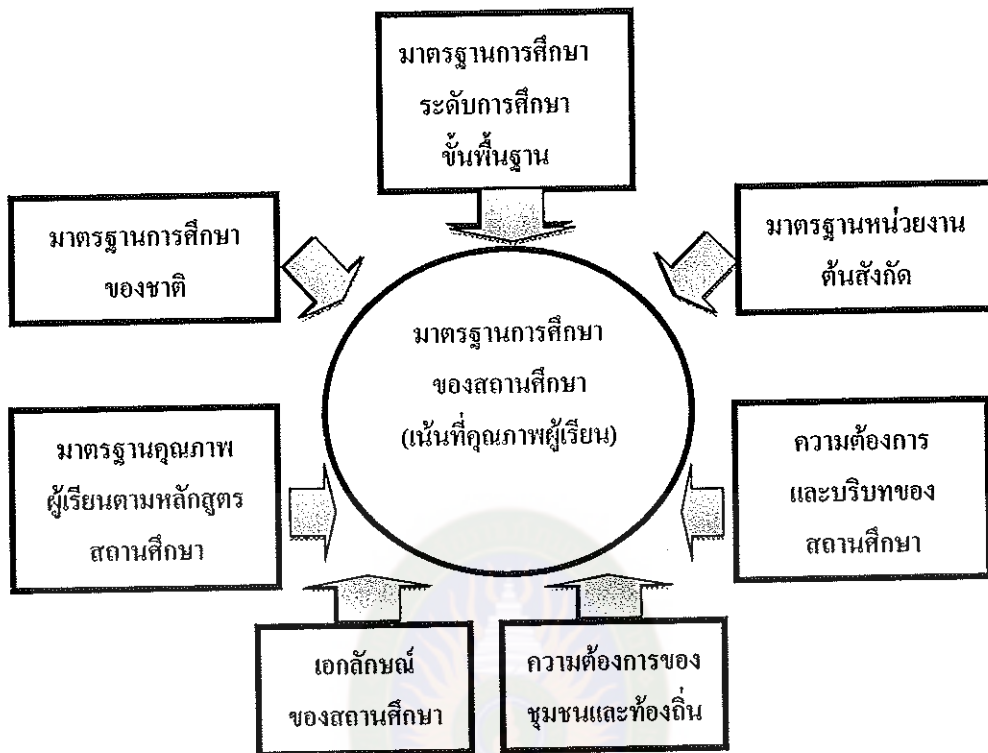 มาตรฐานการศึกษา
ระดับการศึกษา
ขั้นพื้นฐาน
มาตรฐานการศึกษา
ของชาติ
มาตรฐานหน่วยงาน
ต้นสังกัด
มาตรฐานการศึกษา
ของสถานศึกษา
(เน้นที่คุณภาพผู้เรียน)
มาตรฐานคุณภาพ
ผู้เรียนตามหลักสูตร
สถานศึกษา
ความต้องการ
และบริบทของ
สถานศึกษา
เอกลักษณ์
ของสถานศึกษา
ความต้องการของ
ชุมชนและท้องถิ่น